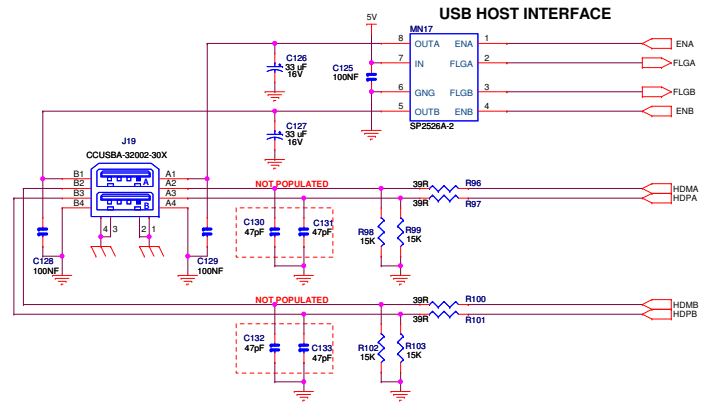 USB HOST INTERFACE
5V
MN17
8 OUTA ENA 1 ENA
7 IN FLGA 2 FLGA
6 GNG FLGB 3 FLGB
5 OUTB ENB 4 ENB
SP2526A-2
C126
33 uF
16V
C125
100NF
C127
33 uF
16V
J19
CCUSBA-32002-30X
B1 A1
B2 A2
B3 A3
B4 A4
A
B
4 3 2 1
C128
100NF
C129
100NF
NOT POPULATED
39R R96 HDMA
39R R97 HDPA
C130
47pF
C131
47pF
R98
15K
R99
15K
NOT POPULATED
39R R100 HDMB
39R R101 HDPB
C132
47pF
C133
47pF
R102
15K
R103
15K